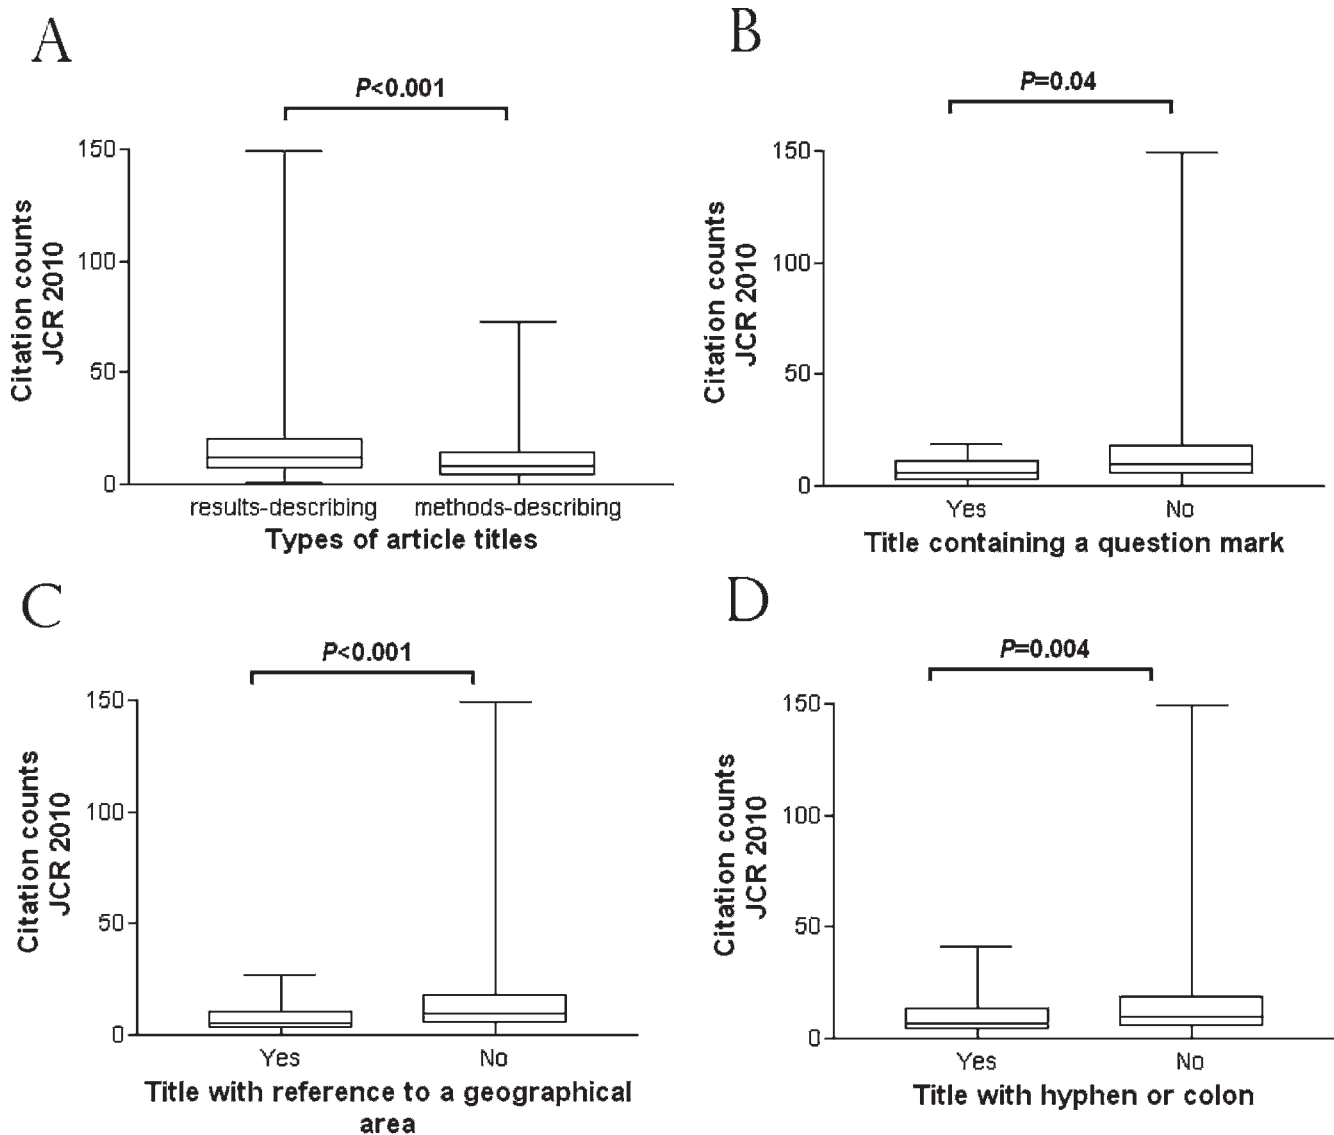 A
P<0.001
Citation counts
JCR 2010
150
100
50
0
results-describing methods-describing
Types of article titles
B
P=0.04
Citation counts
JCR 2010
150
100
50
0
Yes No
Title containing a question mark
C
P<0.001
Citation counts
JCR 2010
150
100
50
0
Yes No
Title with reference to a geographical
area
D
P=0.004
Citation counts
JCR 2010
150
100
50
0
Yes No
Title with hyphen or colon